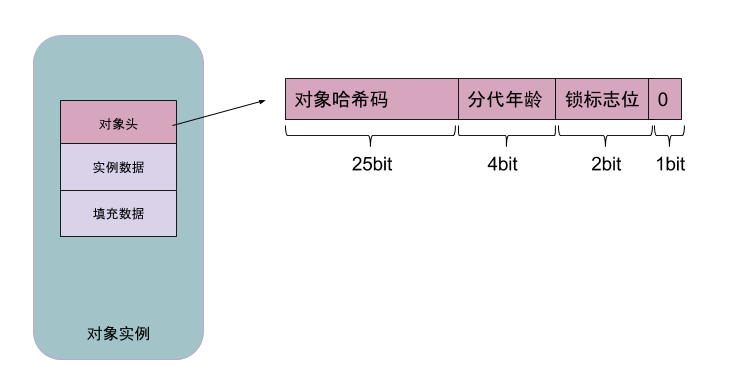 对象头
实例数据
填充数据
对象实例
对象哈希码 分代年龄 锁标志位 0
25bit 4bit 2bit 1bit